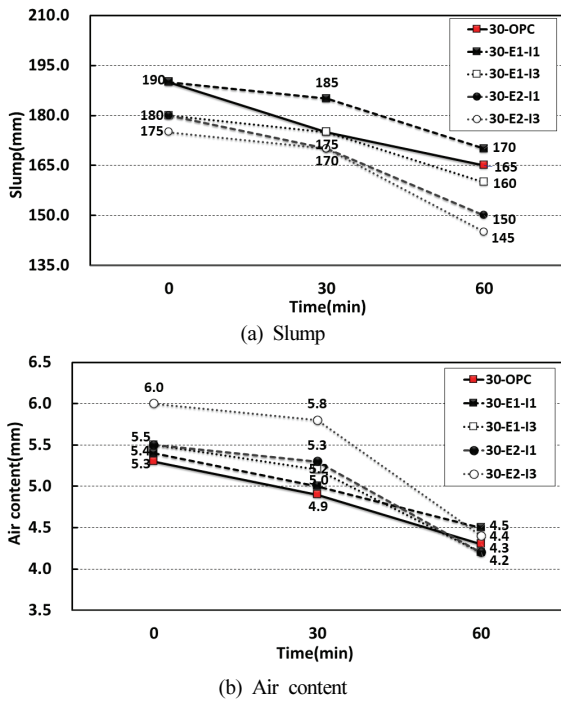 210.0
195.0
180.0
165.0
150.0
135.0
Slump(mm)
30-OPC
30-E1-I1
30-E1-I3
30-E2-I1
30-E2-I3
190
180
175
185
175
170
170
165
160
150
145
0 30 60
Time(min)
(a) Slump
6.5
6.0
5.5
5.0
4.5
4.0
3.5
Air content(mm)
30-OPC
30-E1-I1
30-E1-I3
30-E2-I1
30-E2-I3
6.0
5.5
5.4
5.3
5.8
5.3
5.2
5.0
4.9
4.5
4.4
4.3
4.2
0 30 60
Time(min)
(b) Air content